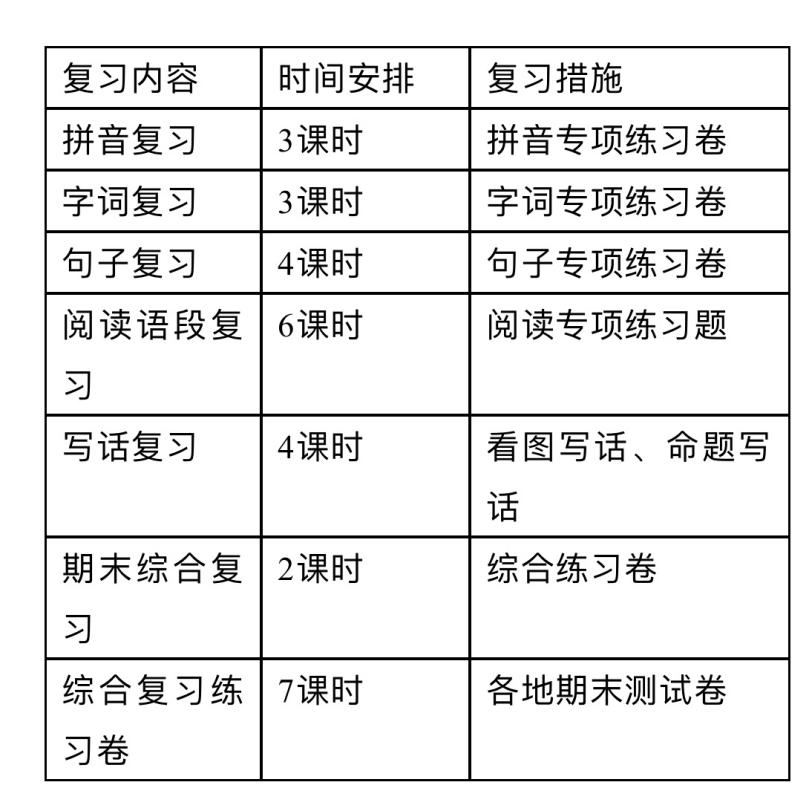 复习内容 时间安排 复习措施
拼音复习 3课时 拼音专项练习卷
字词复习 3课时 字词专项练习卷
句子复习 4课时 句子专项练习卷
阅读语段复 6课时 阅读专项练习题
习
写话复习 4课时 看图写话、命题写
话
期末综合复 2课时 综合练习卷
习
综合复习练 7课时 各地期末测试卷
习卷